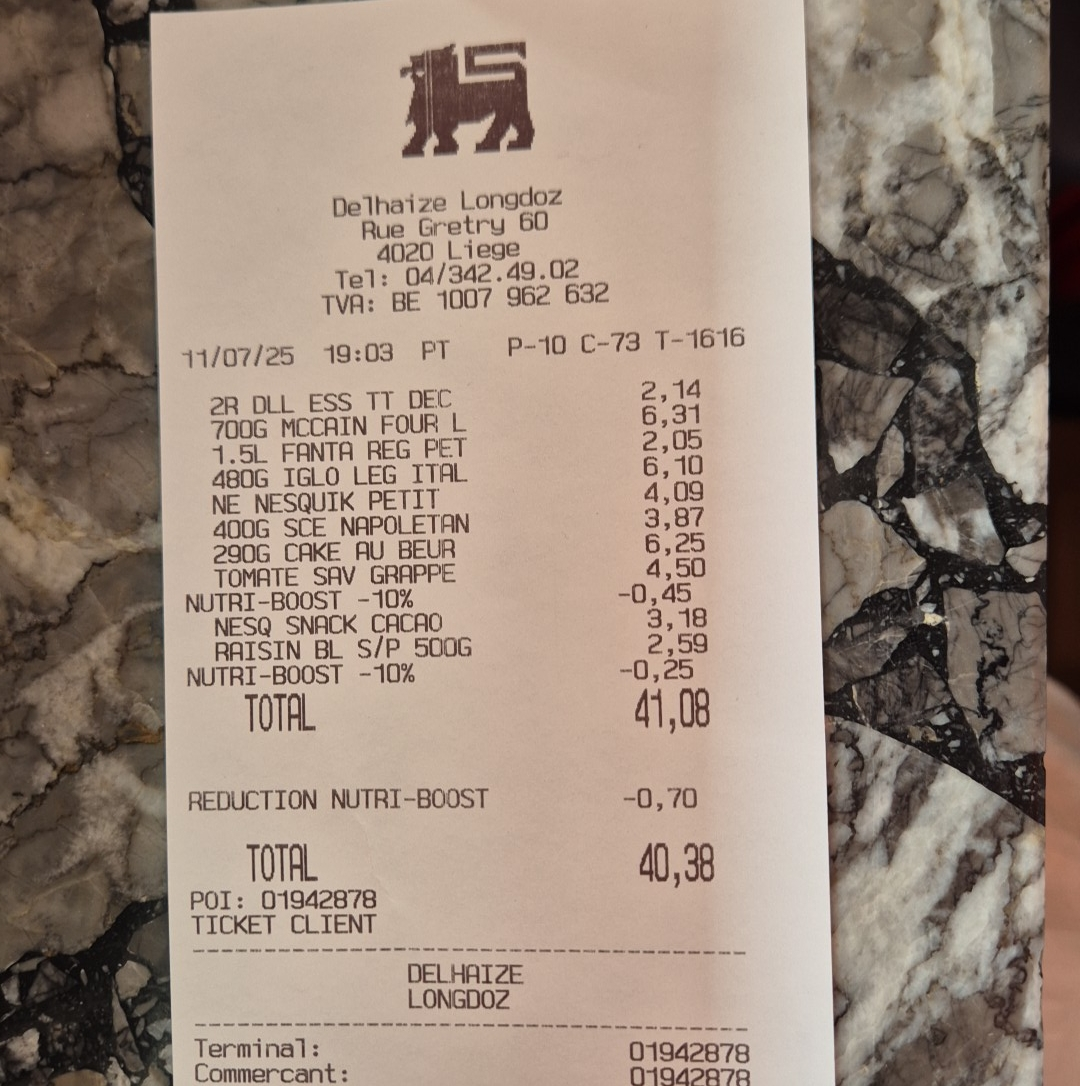 Delhaize Longdoz
Rue Gretry 60
4020 Liege
Tel: 04/342.49.02
TVA: BE 1007 962 632
11/07/25 19:03 PT P-10 C-73 T-1616
2R DLL ESS TT DEC 2,14
700G MCCAIN FOUR L 6,31
1.5L FANTA REG PET 2,05
480G IGLO LEG ITAL 6,10
NE NESQUIK PETIT 4,09
400G SCE NAPOLETAN 3,87
290G CAKE AU BEUR 6,25
TOMATE SAV GRAPPE 4,50
NUTRI-BOOST -10% -0,45
NESQ SNACK CACAO 3,18
RAISIN BL S/P 500G 2,59
NUTRI-BOOST -10% -0,25
TOTAL 41,08
REDUCTION NUTRI-BOOST -0,70
TOTAL 40,38
POI: 01942878
TICKET CLIENT
DELHAIZE
LONGDOZ
Terminal: 01942878
Commercant: 01942878